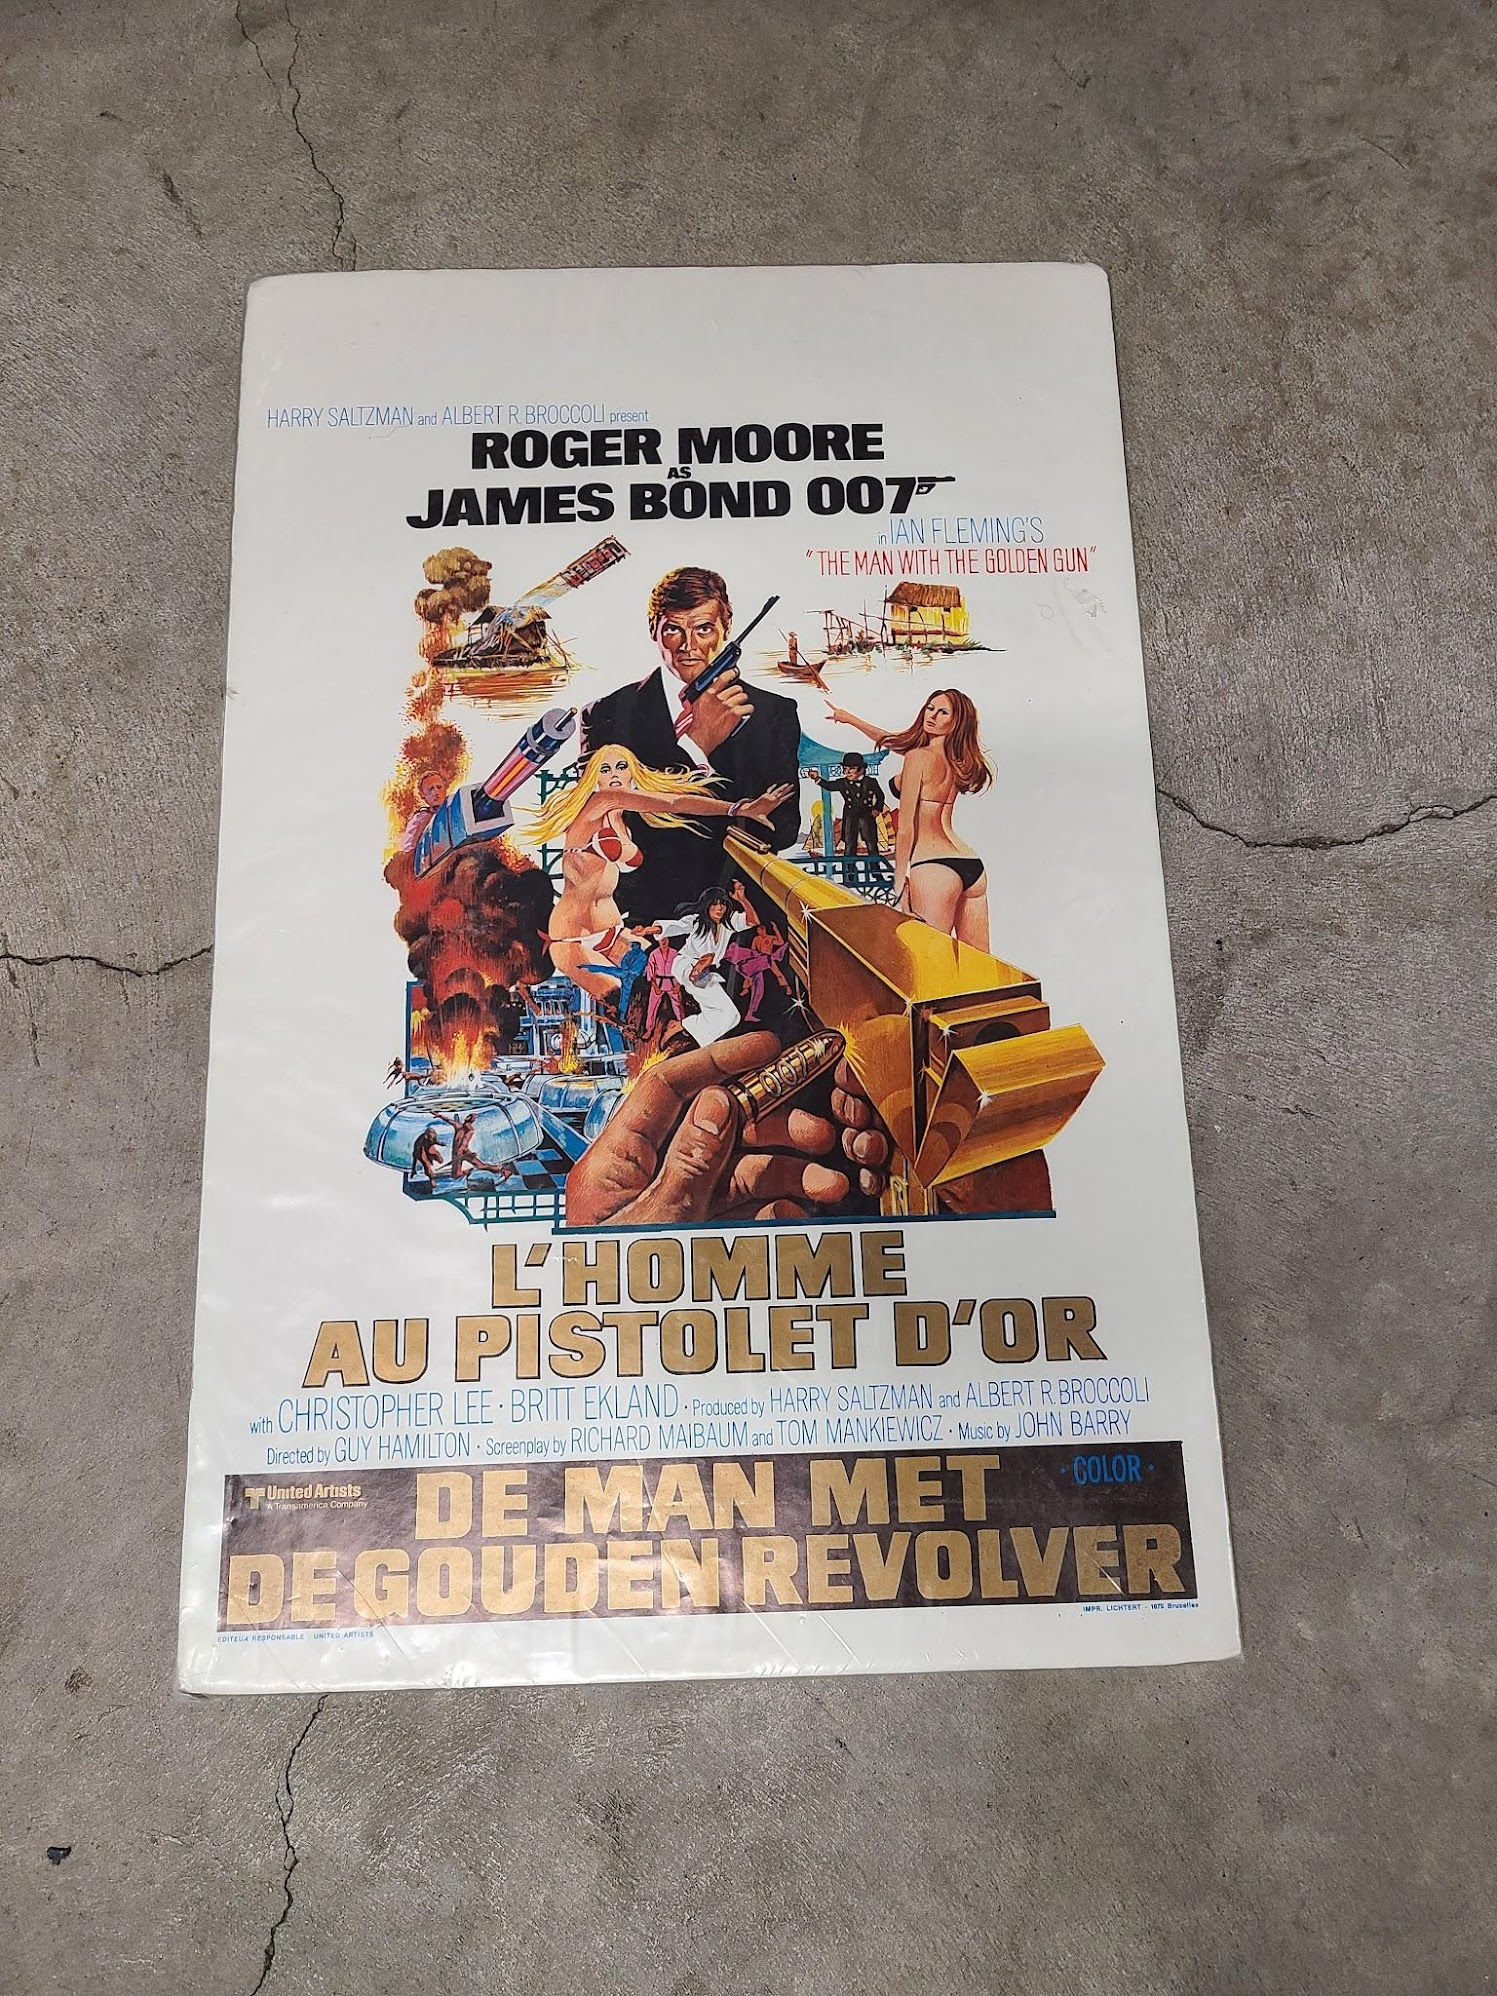 HARRY SALTZMAN and ALBERT R. BROCCOLI present
ROGER MOORE
AS
JAMES BOND 007
in IAN FLEMING'S
"THE MAN WITH THE GOLDEN GUN"
007
L'HOMME
AU PISTOLET D'OR
with CHRISTOPHER LEE · BRITT EKLAND · Produced by HARRY SALTZMAN and ALBERT R. BROCCOLI
Directed by GUY HAMILTON · Screenplay by RICHARD MAIBAUM and TOM MANKIEWICZ · Music by JOHN BARRY
United Artists
A Transamerica Company
· COLOR ·
DE MAN MET
DE GOUDEN REVOLVER
EDITEUR RESPONSABLE : UNITED ARTISTS
IMPR. LICHTERT - 1070 Bruxelles